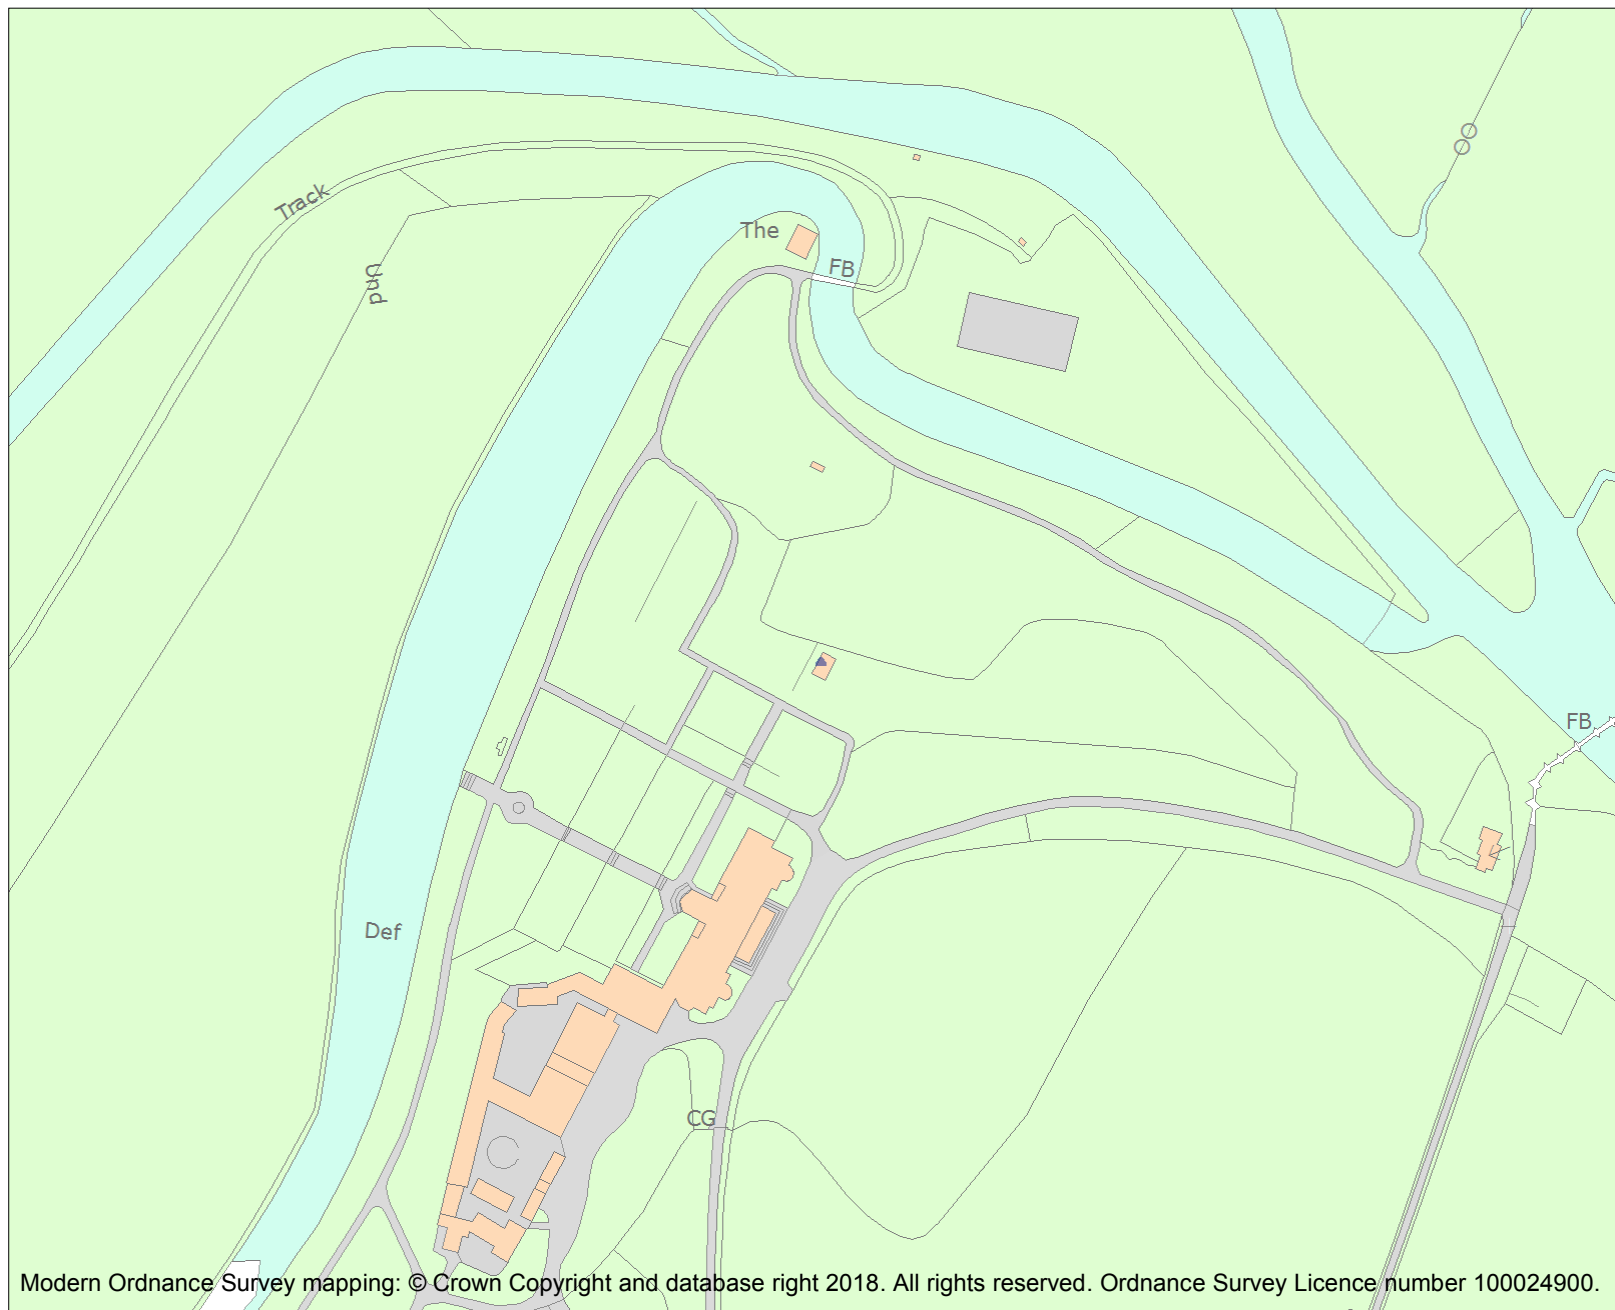 Track
The
Und
FB
FB
Def
CG
Modern Ordnance Survey mapping: © Crown Copyright and database right 2018. All rights reserved. Ordnance Survey Licence number 100024900.